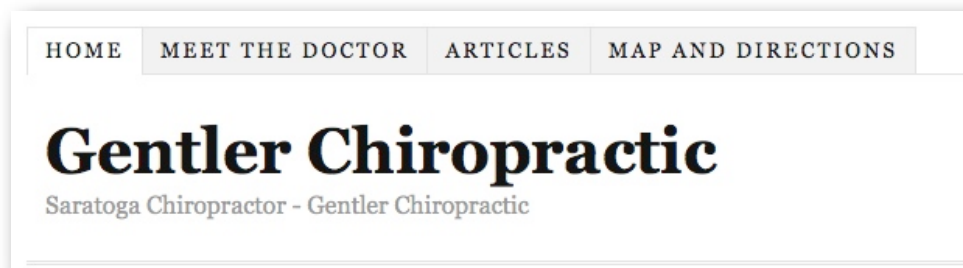 HOME MEET THE DOCTOR ARTICLES MAP AND DIRECTIONS
Gentler Chiropractic
Saratoga Chiropractor - Gentler Chiropractic